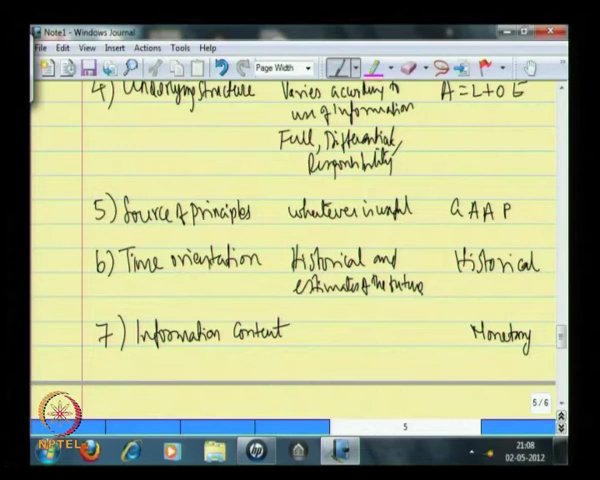 Note1 - Windows Journal
File Edit View Insert Actions Tools Help
Page Width
4) Underlying structure Varies according to A = L + O E
use of information
Full, Differential,
Responsibility
5) Source of principles whatever is useful G A A P
6) Time orientation Historical and Historical
estimates of the future
7) Information Content Monetary
5 / 6
5
NPTEL
hp
21:08
02-05-2012